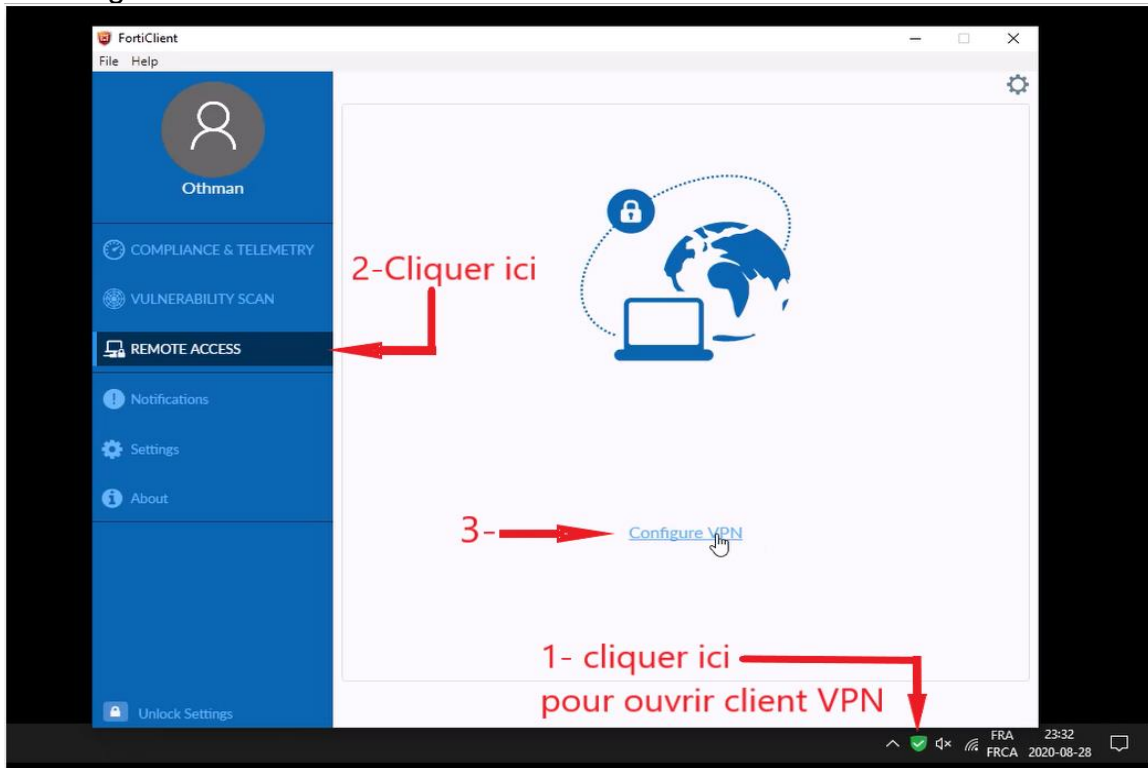 FortiClient
File Help
Othman
COMPLIANCE & TELEMETRY
VULNERABILITY SCAN
REMOTE ACCESS
Notifications
Settings
About
Unlock Settings
2-Cliquer ici
3-
Configure VPN
1- cliquer ici
pour ouvrir client VPN
FRA
FRCA
23:32
2020-08-28